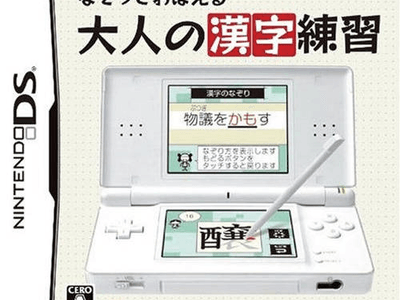 なぞっておぼえる
大人の漢字練習
NINTENDO DS
漢字のなぞり
ぶつぎ
物議をかもす
なぞり方を表示します
もどるボタンを
タッチすると戻ります
16
醸
CERO